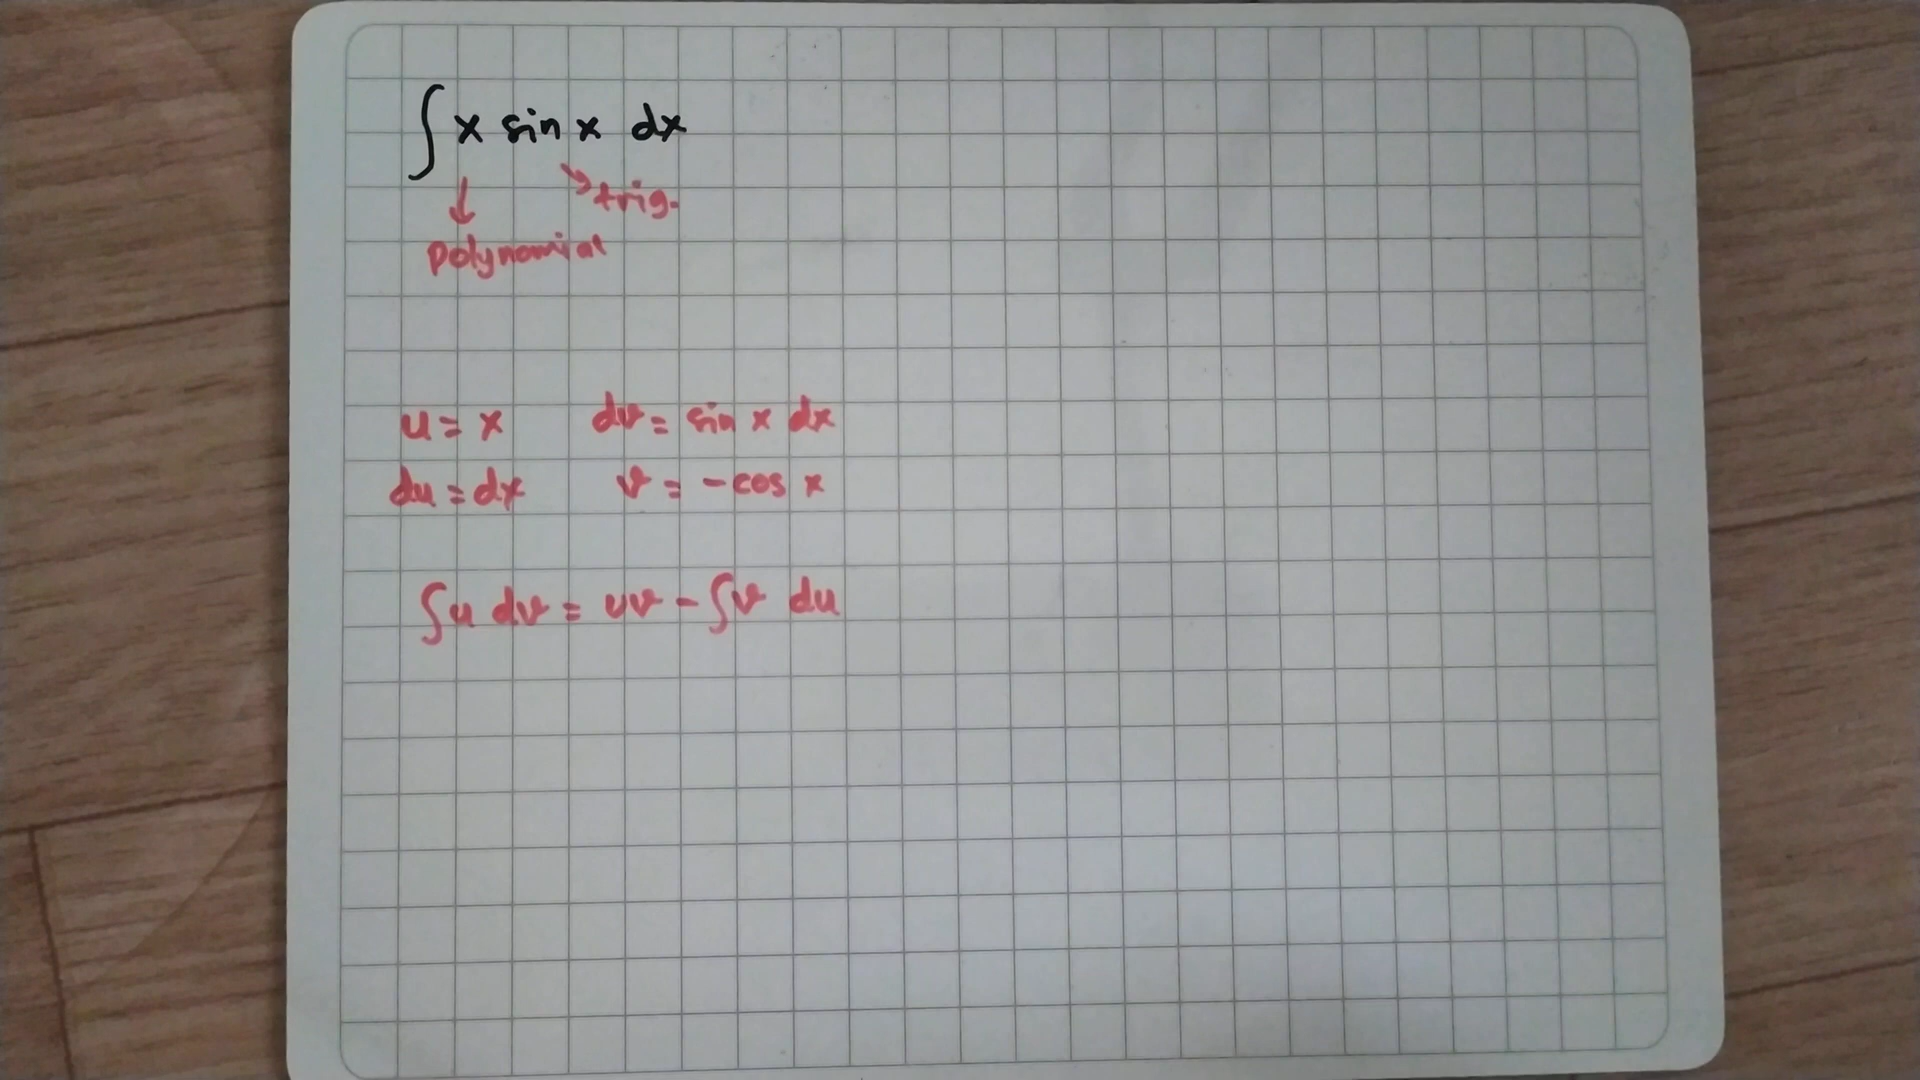 ∫ x sin x dx
↓ ↘ trig.
polynomial
u = x dv = sin x dx
du = dx v = -cos x
∫u dv = uv - ∫v du